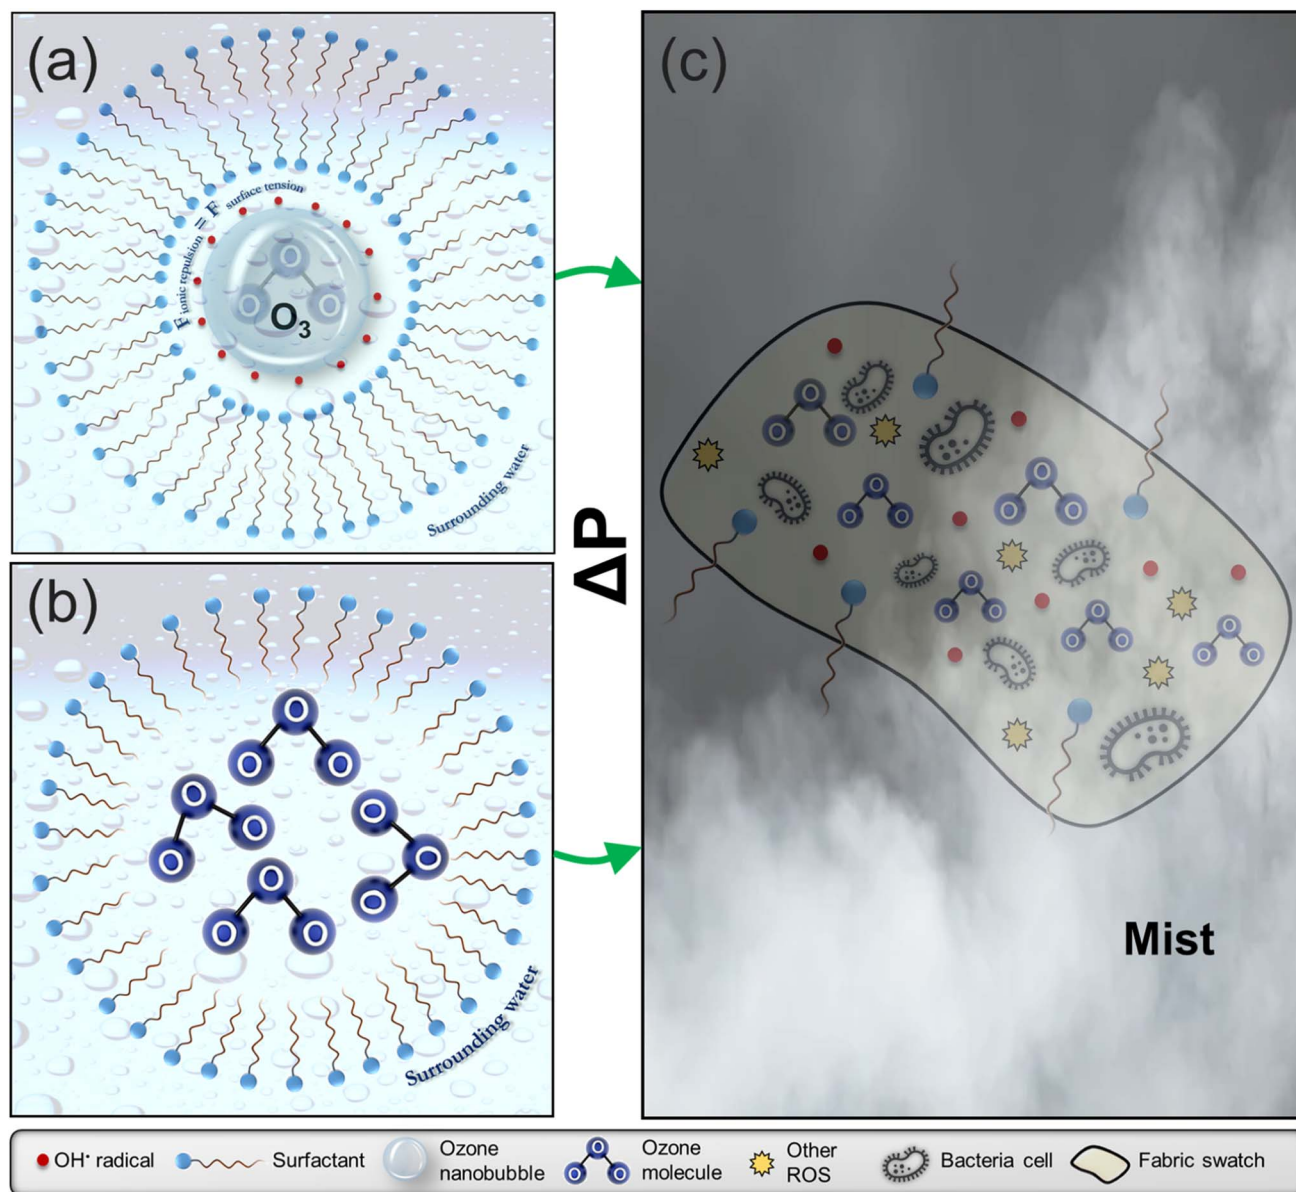 (a)
F ionic repulsion = F surface tension
O3
Surrounding water
(b)
O
O O
O
O
O
O
O
O
O
O O
Surrounding water
ΔP
(c)
O
O O
O
O O
O
O O
O
O O
O
O O
O
O O
Mist
OH• radical
Surfactant
Ozone
nanobubble
Ozone
molecule
Other
ROS
Bacteria cell
Fabric swatch